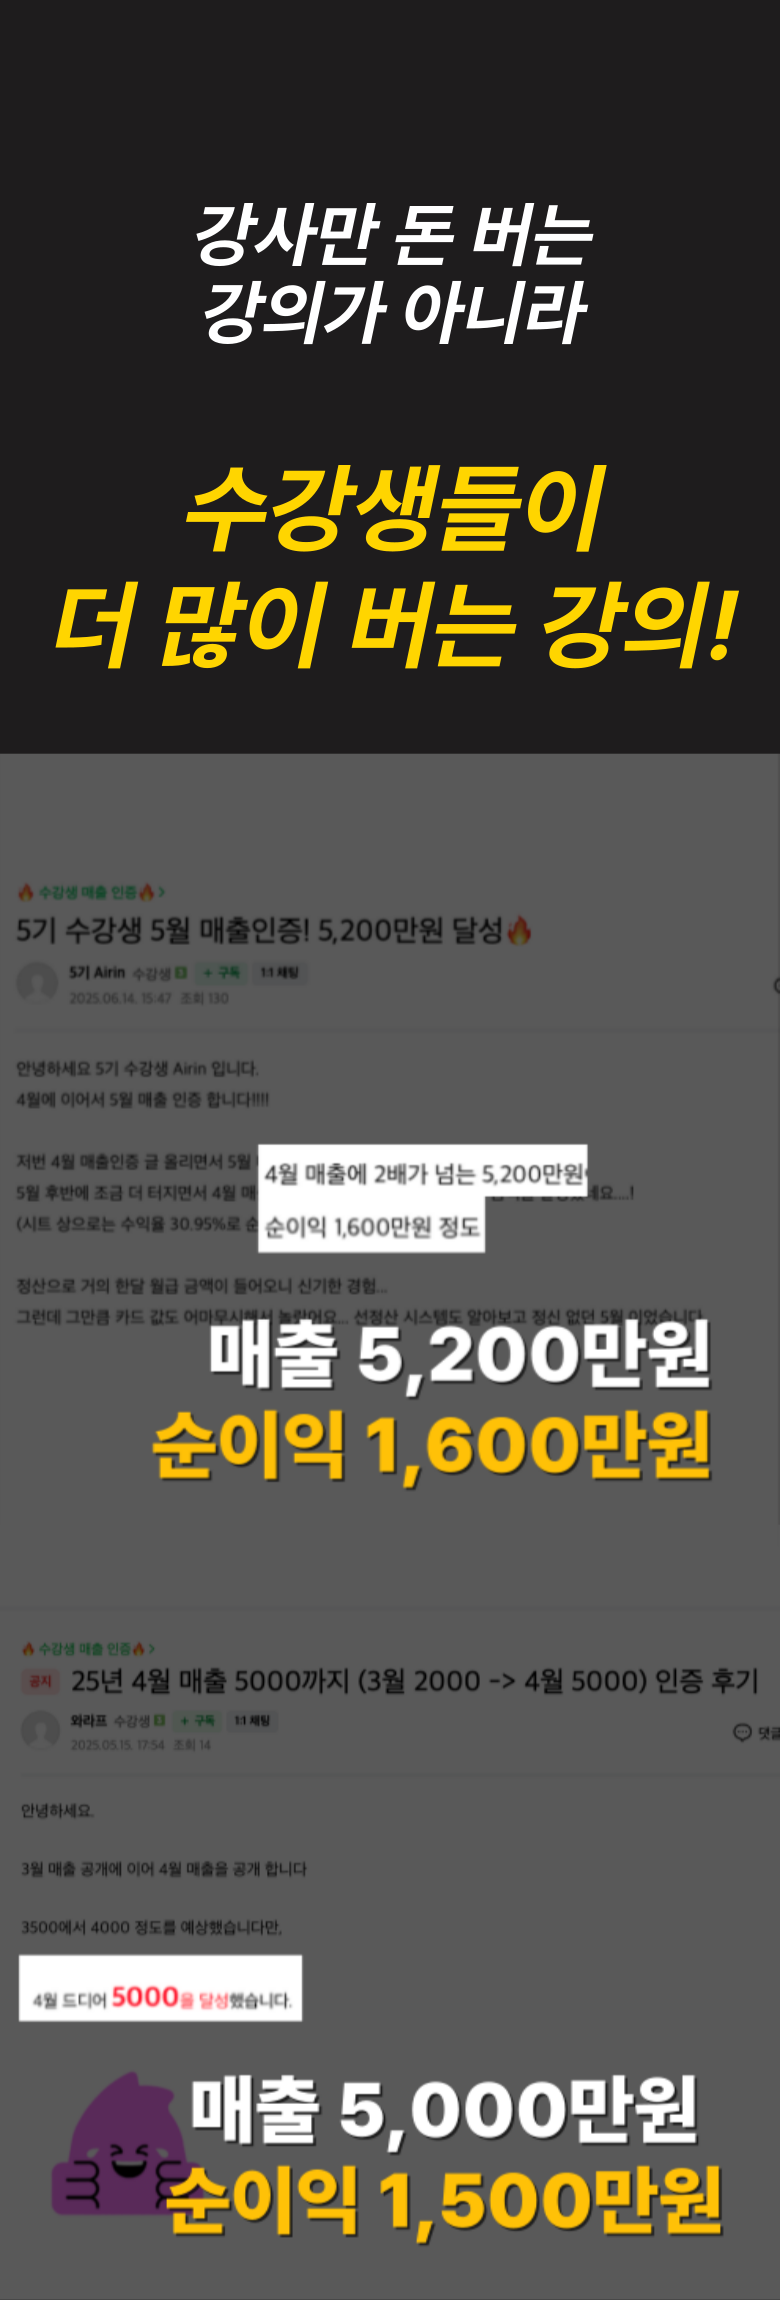 강사만 돈 버는
강의가 아니라
수강생들이
더 많이 버는 강의!
🔥 수강생 매출 인증🔥 >
5기 수강생 5월 매출인증! 5,200만원 달성🔥
5기 Airin 수강생 3 + 구독 1:1 채팅
2025.06.14. 15:47 조회 130
안녕하세요 5기 수강생 Airin 입니다.
4월에 이어서 5월 매출 인증 합니다!!!!
저번 4월 매출인증 글 올리면서 5월
4월 매출에 2배가 넘는 5,200만원
5월 후반에 조금 더 터지면서 4월 매 네요....!
(시트 상으로는 수익율 30.95%로 순
순이익 1,600만원 정도
정산으로 거의 한달 월급 금액이 들어오니 신기한 경험...
그런데 그만큼 카드 값도 어마무시해서 놀랐어요... 선정산 시스템도 알아보고 정신 없던 5월 이었습니다.
매출 5,200만원
순이익 1,600만원
🔥 수강생 매출 인증🔥 >
공지 25년 4월 매출 5000까지 (3월 2000 -> 4월 5000) 인증 후기
와라프 수강생 3 + 구독 1:1 채팅
2025.05.15. 17:54 조회 14
댓글
안녕하세요.
3월 매출 공개에 이어 4월 매출을 공개 합니다
3500에서 4000 정도를 예상했습니다만,
4월 드디어 5000을 달성했습니다.
매출 5,000만원
순이익 1,500만원